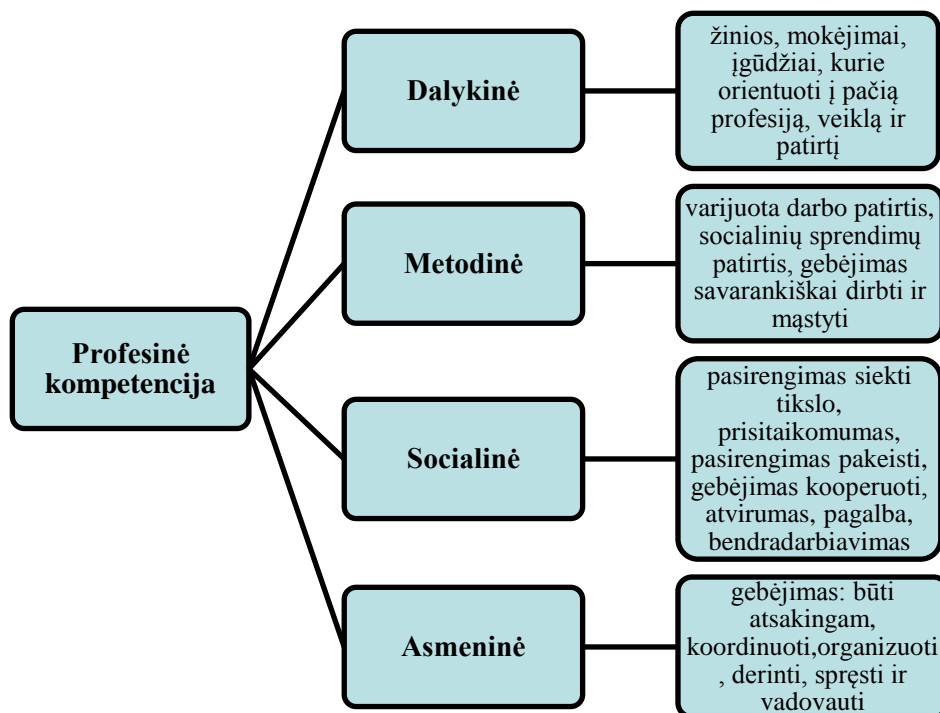 Profesinė
kompetencija
Dalykinė
žinios, mokėjimai,
įgūdžiai, kurie
orientuoti į pačią
profesiją, veiklą ir
patirtį
Metodinė
varijuota darbo patirtis,
socialinių sprendimų
patirtis, gebėjimas
savarankiškai dirbti ir
mąstyti
Socialinė
pasirengimas siekti
tikslo,
prisitaikomumas,
pasirengimas pakeisti,
gebėjimas kooperuoti,
atvirumas, pagalba,
bendradarbiavimas
Asmeninė
gebėjimas: būti
atsakingam,
koordinuoti,organizuoti
, derinti, spręsti ir
vadovauti